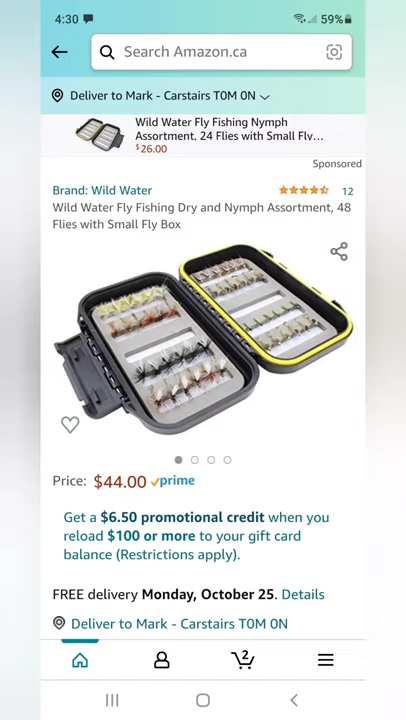 4:30
59%
Search Amazon.ca
Deliver to Mark - Carstairs T0M 0N
Wild Water Fly Fishing Nymph
Assortment, 24 Flies with Small Fly...
$26.00
Sponsored
Brand: Wild Water
12
Wild Water Fly Fishing Dry and Nymph Assortment, 48
Flies with Small Fly Box
Price: $44.00 prime
Get a $6.50 promotional credit when you
reload $100 or more to your gift card
balance (Restrictions apply).
FREE delivery Monday, October 25. Details
Deliver to Mark - Carstairs T0M 0N
2